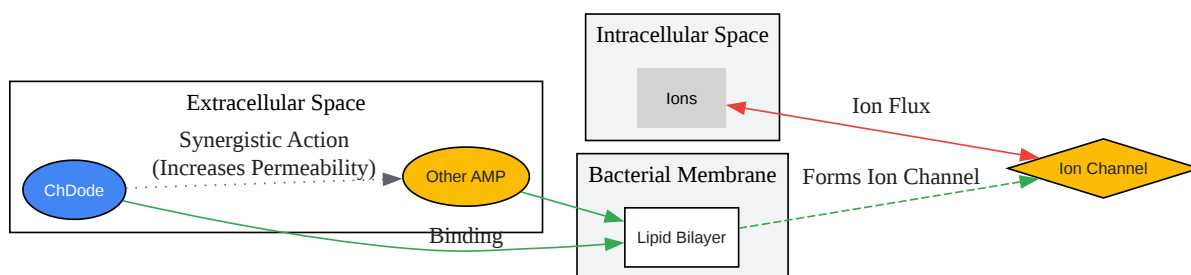 Extracellular Space
Synergistic Action
(Increases Permeability)
ChDode
Other AMP
Binding
Intracellular Space
Ions
Bacterial Membrane
Lipid Bilayer
Ion Flux
Forms Ion Channel
Ion Channel